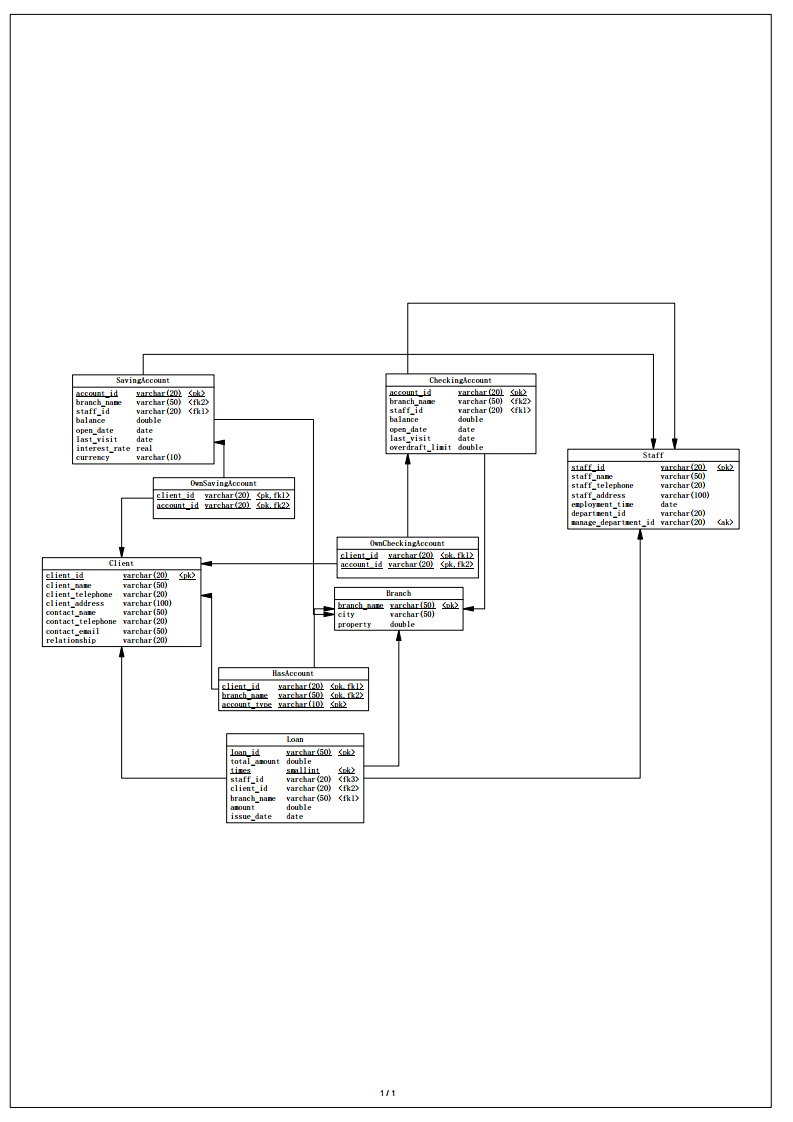 SavingAccount
account_id varchar(20) <pk>
branch_name varchar(50) <fk2>
staff_id varchar(20) <fk1>
balance double
open_date date
last_visit date
interest_rate real
currency varchar(10)
CheckingAccount
account_id varchar(20) <pk>
branch_name varchar(50) <fk2>
staff_id varchar(20) <fk1>
balance double
open_date date
last_visit date
overdraft_limit double
Staff
staff_id varchar(20) <pk>
staff_name varchar(50)
staff_telephone varchar(20)
staff_address varchar(100)
employment_time date
department_id varchar(20)
manage_department_id varchar(20) <ak>
OwnSavingAccount
client_id varchar(20) <pk,fk1>
account_id varchar(20) <pk,fk2>
OwnCheckingAccount
client_id varchar(20) <pk,fk1>
account_id varchar(20) <pk,fk2>
Client
client_id varchar(20) <pk>
client_name varchar(50)
client_telephone varchar(20)
client_address varchar(100)
contact_name varchar(50)
contact_telephone varchar(20)
contact_email varchar(50)
relationship varchar(20)
Branch
branch_name varchar(50) <pk>
city varchar(50)
property double
HasAccount
client_id varchar(20) <pk,fk1>
branch_name varchar(50) <pk,fk2>
account_type varchar(10) <pk>
Loan
loan_id varchar(50) <pk>
total_amount double
times smallint <pk>
staff_id varchar(20) <fk3>
client_id varchar(20) <fk2>
branch_name varchar(50) <fk1>
amount double
issue_date date
1 / 1